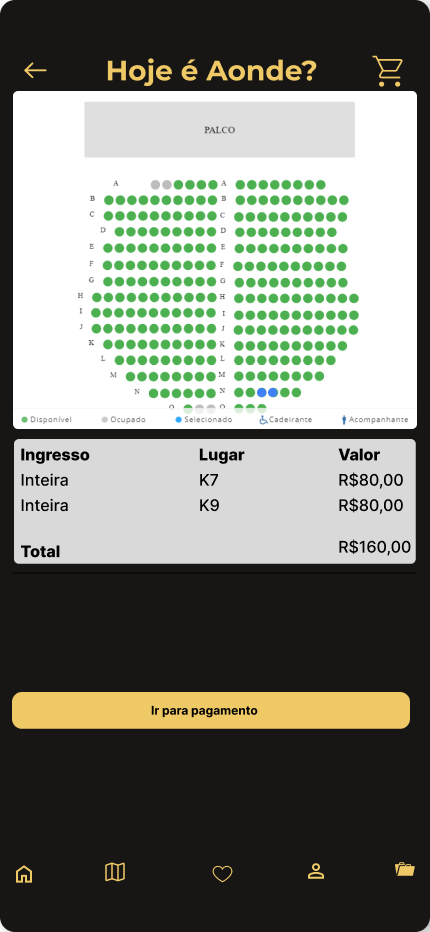 Hoje é Aonde?
PALCO
A A
B B
C C
D D
E E
F F
G G
H H
I I
J J
K K
L L
M M
N N
O O
Disponível Ocupado Selecionado Cadeirante Acompanhante
Ingresso Lugar Valor
Inteira K7 R$80,00
Inteira K9 R$80,00
Total R$160,00
Ir para pagamento